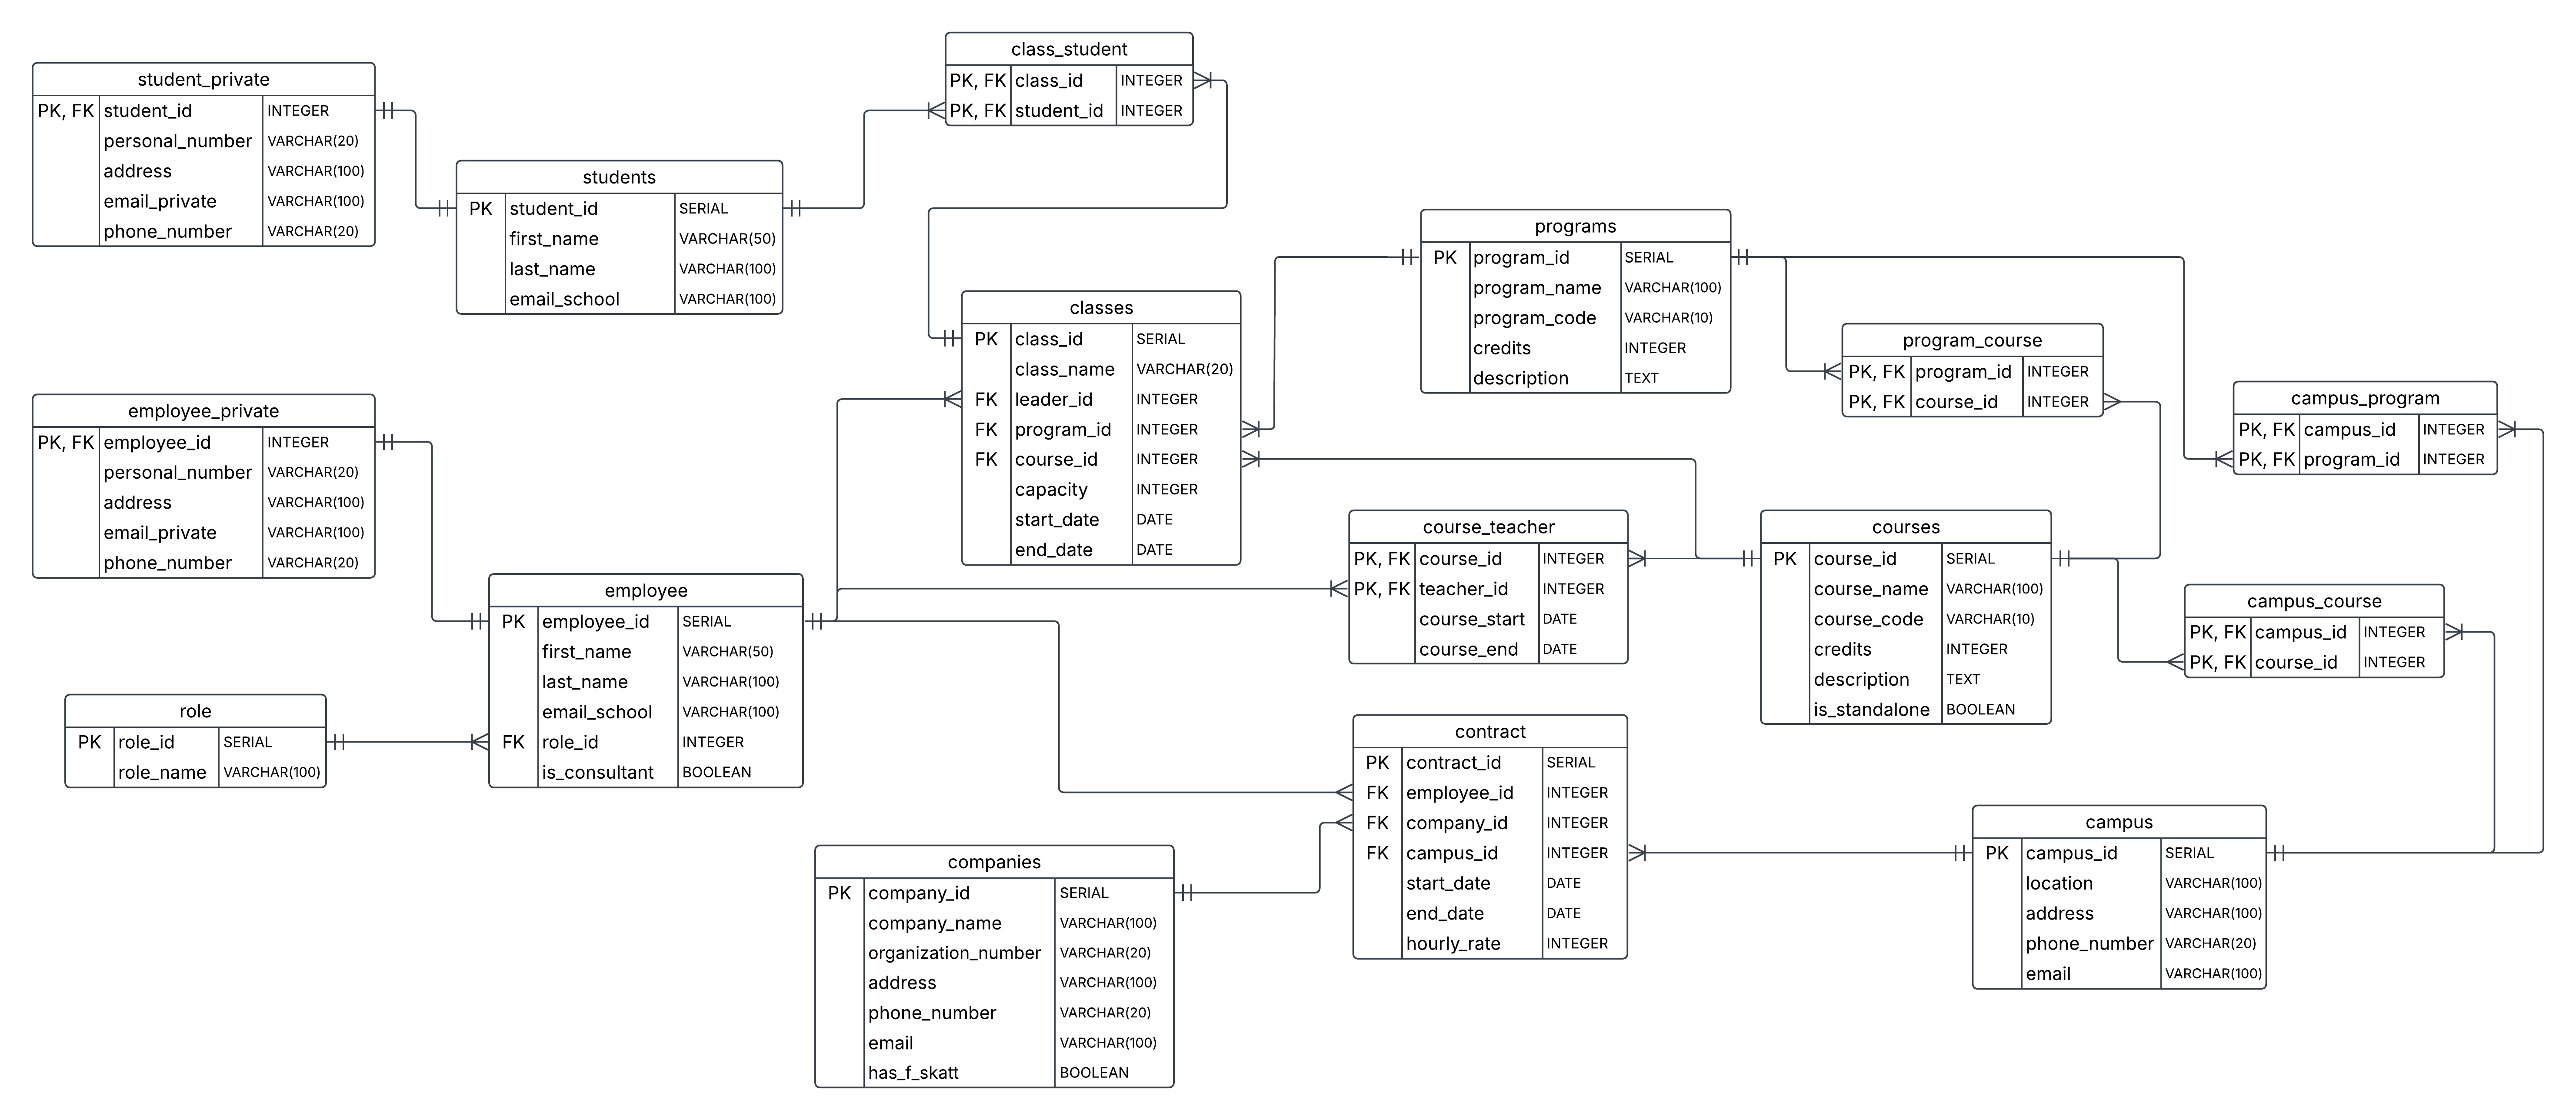 class_student
PK, FK class_id INTEGER
PK, FK student_id INTEGER
student_private
PK, FK student_id INTEGER
personal_number VARCHAR(20)
address VARCHAR(100)
email_private VARCHAR(100)
phone_number VARCHAR(20)
students
PK student_id SERIAL
first_name VARCHAR(50)
last_name VARCHAR(100)
email_school VARCHAR(100)
programs
PK program_id SERIAL
program_name VARCHAR(100)
program_code VARCHAR(10)
credits INTEGER
description TEXT
classes
PK class_id SERIAL
class_name VARCHAR(20)
FK leader_id INTEGER
FK program_id INTEGER
FK course_id INTEGER
capacity INTEGER
start_date DATE
end_date DATE
program_course
PK, FK program_id INTEGER
PK, FK course_id INTEGER
campus_program
PK, FK campus_id INTEGER
PK, FK program_id INTEGER
employee_private
PK, FK employee_id INTEGER
personal_number VARCHAR(20)
address VARCHAR(100)
email_private VARCHAR(100)
phone_number VARCHAR(20)
course_teacher
PK, FK course_id INTEGER
PK, FK teacher_id INTEGER
course_start DATE
course_end DATE
courses
PK course_id SERIAL
course_name VARCHAR(100)
course_code VARCHAR(10)
credits INTEGER
description TEXT
is_standalone BOOLEAN
employee
PK employee_id SERIAL
first_name VARCHAR(50)
last_name VARCHAR(100)
email_school VARCHAR(100)
FK role_id INTEGER
is_consultant BOOLEAN
campus_course
PK, FK campus_id INTEGER
PK, FK course_id INTEGER
role
PK role_id SERIAL
role_name VARCHAR(100)
contract
PK contract_id SERIAL
FK employee_id INTEGER
FK company_id INTEGER
FK campus_id INTEGER
start_date DATE
end_date DATE
hourly_rate INTEGER
campus
PK campus_id SERIAL
location VARCHAR(100)
address VARCHAR(100)
phone_number VARCHAR(20)
email VARCHAR(100)
companies
PK company_id SERIAL
company_name VARCHAR(100)
organization_number VARCHAR(20)
address VARCHAR(100)
phone_number VARCHAR(20)
email VARCHAR(100)
has_f_skatt BOOLEAN